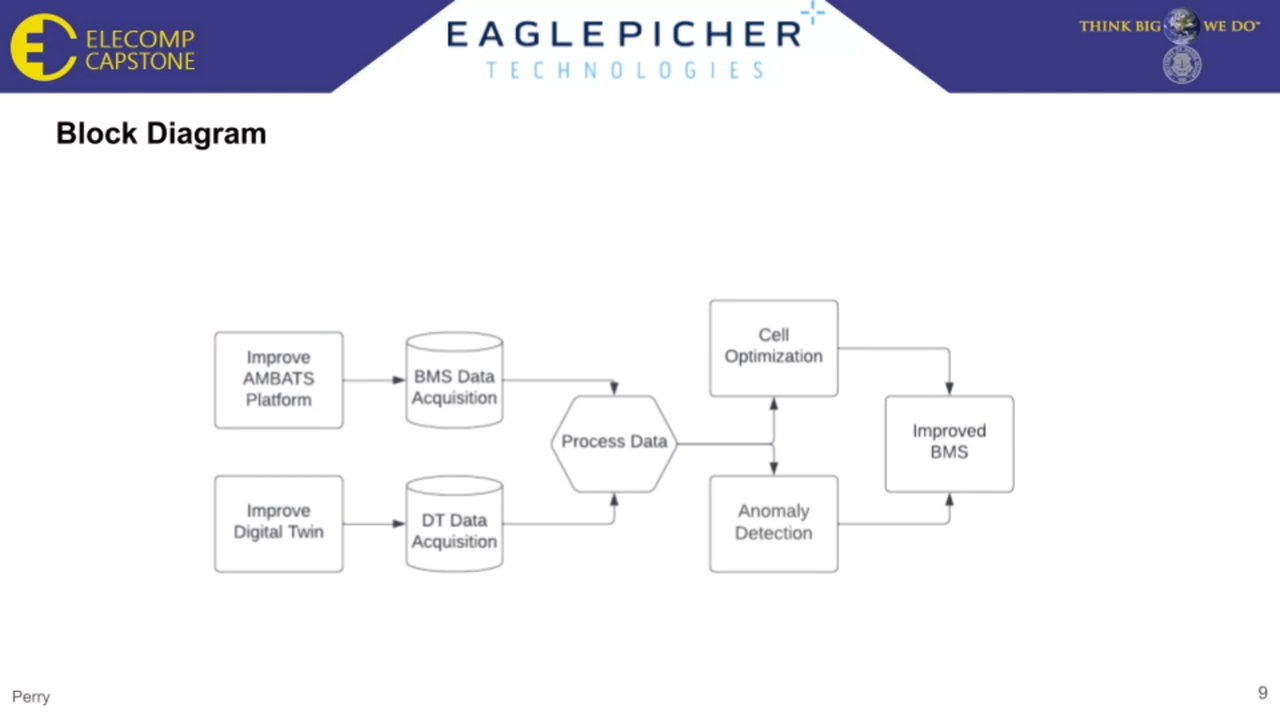 ELECOMP
CAPSTONE
EAGLEPICHER
TECHNOLOGIES
THINK BIG WE DO
Block Diagram
Improve
AMBATS
Platform
BMS Data
Acquisition
Improve
Digital Twin
DT Data
Acquisition
Process Data
Cell
Optimization
Anomaly
Detection
Improved
BMS
Perry
9